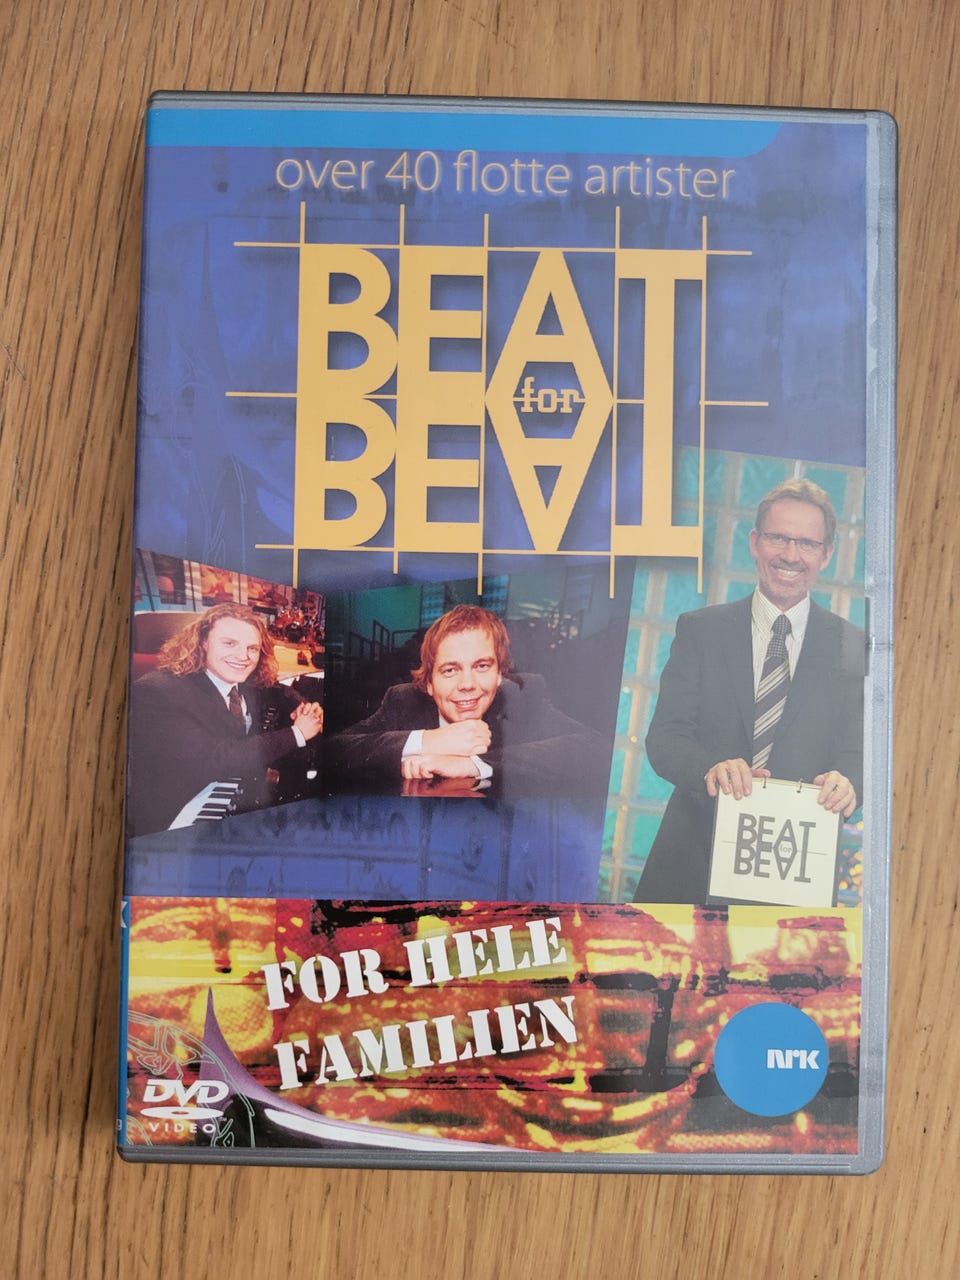 over 40 flotte artister
BEAT
for
BEAT
BEAT
for
BEAT
FOR HELE
FAMILIEN
NRK
DVD
VIDEO